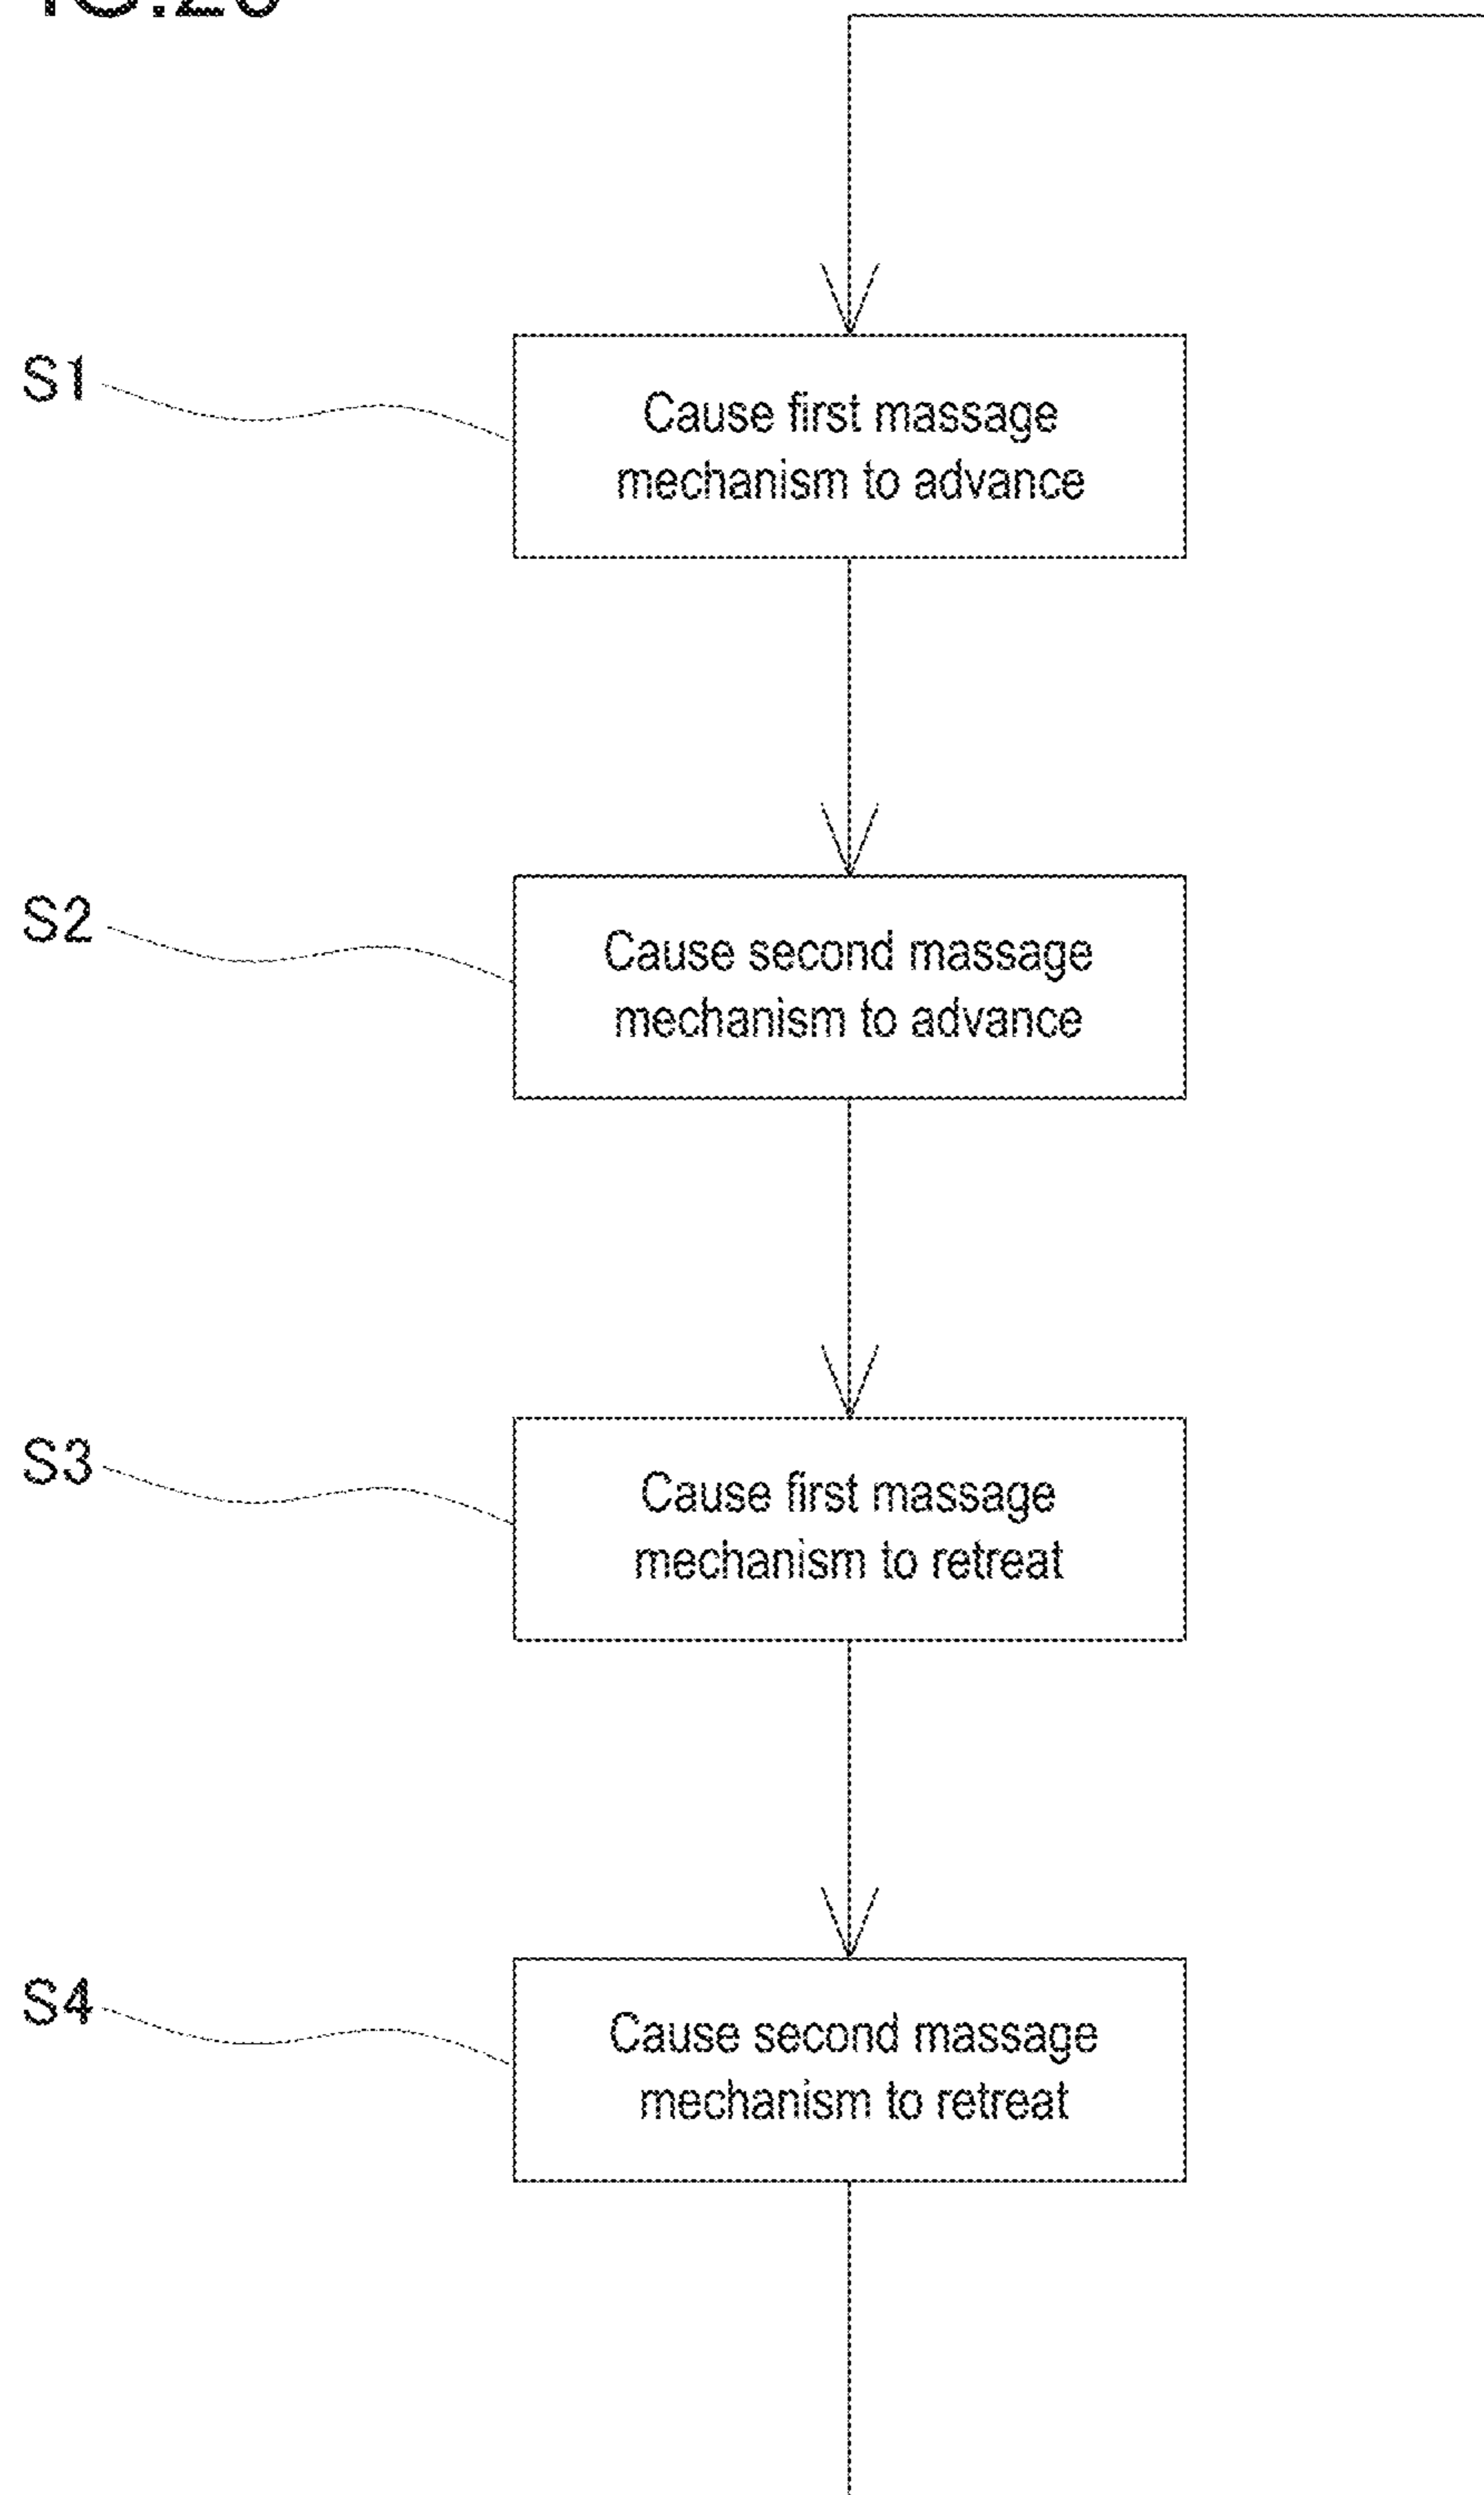 S1
Cause first massage
mechanism to advance
S2
Cause second massage
mechanism to advance
S3
Cause first massage
mechanism to retreat
S4
Cause second massage
mechanism to retreat